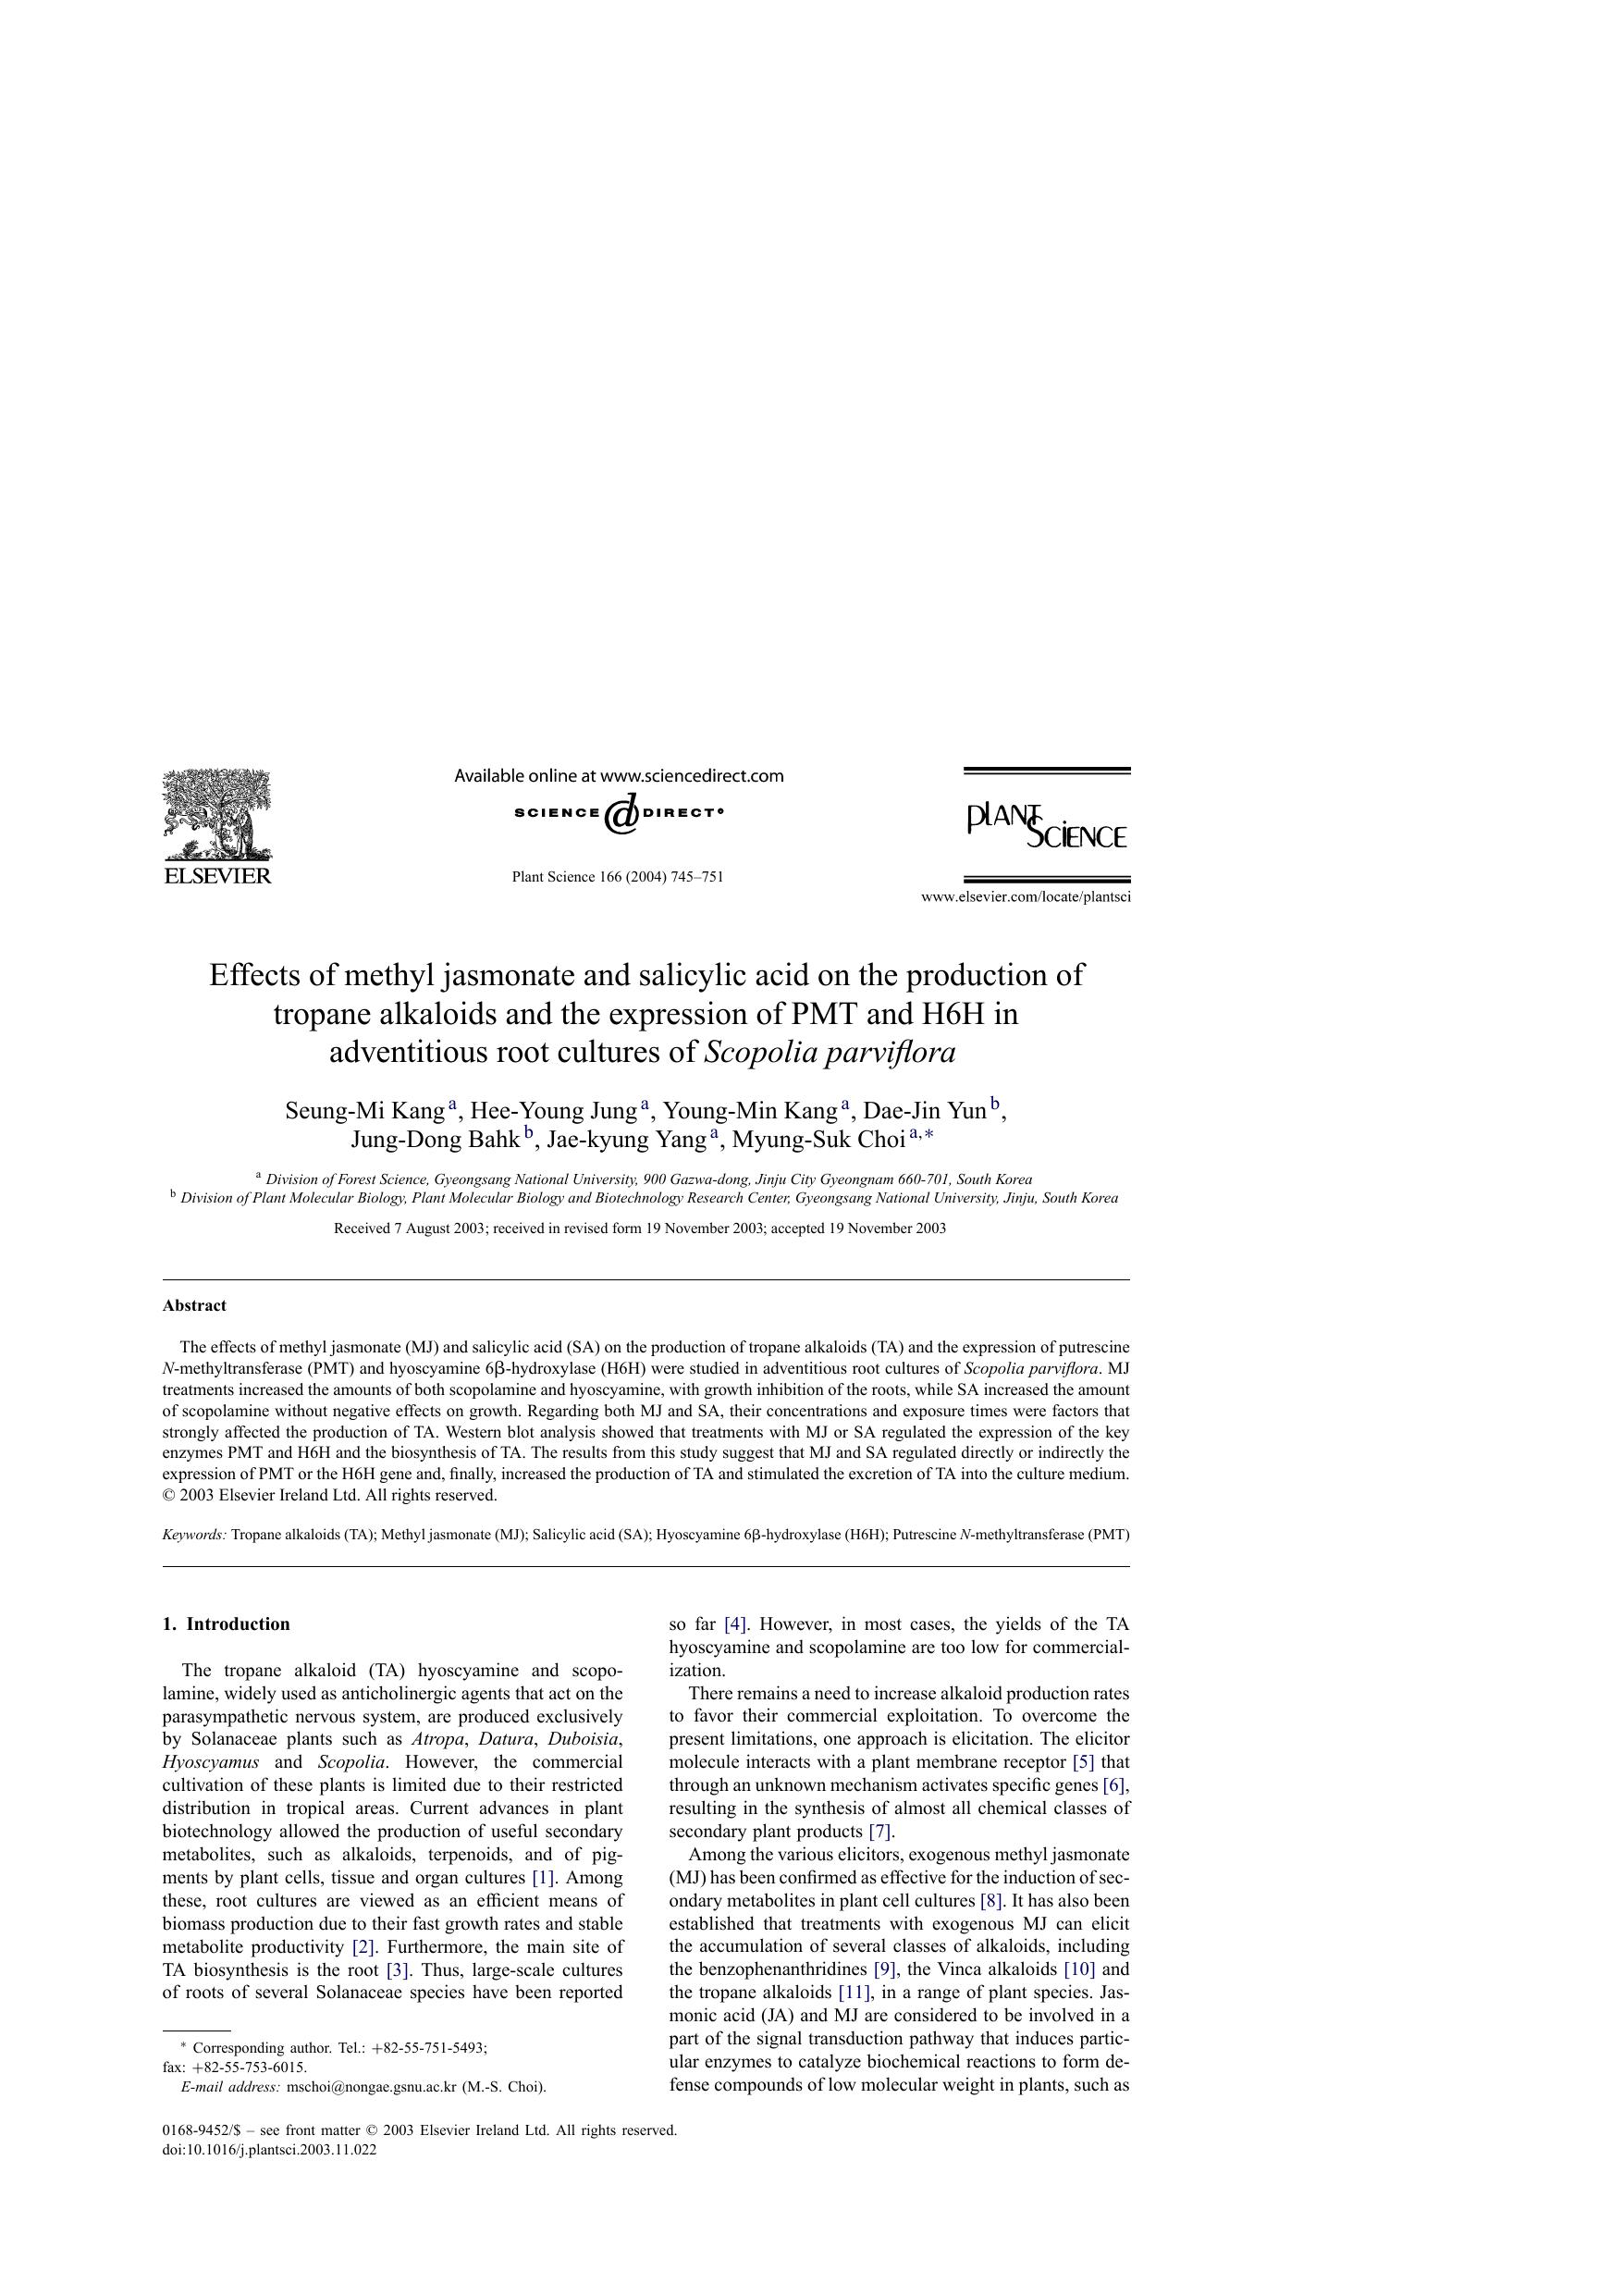 Available online at www.sciencedirect.com
SCIENCE @ DIRECT®
ELSEVIER
Plant Science 166 (2004) 745–751
PLANT
SCIENCE
www.elsevier.com/locate/plantsci
Effects of methyl jasmonate and salicylic acid on the production of
tropane alkaloids and the expression of PMT and H6H in
adventitious root cultures of Scopolia parviflora
Seung-Mi Kang a, Hee-Young Jung a, Young-Min Kang a, Dae-Jin Yun b,
Jung-Dong Bahk b, Jae-kyung Yang a, Myung-Suk Choi a,∗
a Division of Forest Science, Gyeongsang National University, 900 Gazwa-dong, Jinju City Gyeongnam 660-701, South Korea
b Division of Plant Molecular Biology, Plant Molecular Biology and Biotechnology Research Center, Gyeongsang National University, Jinju, South Korea
Received 7 August 2003; received in revised form 19 November 2003; accepted 19 November 2003
Abstract
The effects of methyl jasmonate (MJ) and salicylic acid (SA) on the production of tropane alkaloids (TA) and the expression of putrescine
N-methyltransferase (PMT) and hyoscyamine 6β-hydroxylase (H6H) were studied in adventitious root cultures of Scopolia parviflora. MJ
treatments increased the amounts of both scopolamine and hyoscyamine, with growth inhibition of the roots, while SA increased the amount
of scopolamine without negative effects on growth. Regarding both MJ and SA, their concentrations and exposure times were factors that
strongly affected the production of TA. Western blot analysis showed that treatments with MJ or SA regulated the expression of the key
enzymes PMT and H6H and the biosynthesis of TA. The results from this study suggest that MJ and SA regulated directly or indirectly the
expression of PMT or the H6H gene and, finally, increased the production of TA and stimulated the excretion of TA into the culture medium.
© 2003 Elsevier Ireland Ltd. All rights reserved.
Keywords: Tropane alkaloids (TA); Methyl jasmonate (MJ); Salicylic acid (SA); Hyoscyamine 6β-hydroxylase (H6H); Putrescine N-methyltransferase (PMT)
1. Introduction
The tropane alkaloid (TA) hyoscyamine and scopo-
lamine, widely used as anticholinergic agents that act on the
parasympathetic nervous system, are produced exclusively
by Solanaceae plants such as Atropa, Datura, Duboisia,
Hyoscyamus and Scopolia. However, the commercial
cultivation of these plants is limited due to their restricted
distribution in tropical areas. Current advances in plant
biotechnology allowed the production of useful secondary
metabolites, such as alkaloids, terpenoids, and of pig-
ments by plant cells, tissue and organ cultures [1]. Among
these, root cultures are viewed as an efficient means of
biomass production due to their fast growth rates and stable
metabolite productivity [2]. Furthermore, the main site of
TA biosynthesis is the root [3]. Thus, large-scale cultures
of roots of several Solanaceae species have been reported
∗ Corresponding author. Tel.: +82-55-751-5493;
fax: +82-55-753-6015.
E-mail address: mschoi@nongae.gsnu.ac.kr (M.-S. Choi).
so far [4]. However, in most cases, the yields of the TA
hyoscyamine and scopolamine are too low for commercial-
ization.
There remains a need to increase alkaloid production rates
to favor their commercial exploitation. To overcome the
present limitations, one approach is elicitation. The elicitor
molecule interacts with a plant membrane receptor [5] that
through an unknown mechanism activates specific genes [6],
resulting in the synthesis of almost all chemical classes of
secondary plant products [7].
Among the various elicitors, exogenous methyl jasmonate
(MJ) has been confirmed as effective for the induction of sec-
ondary metabolites in plant cell cultures [8]. It has also been
established that treatments with exogenous MJ can elicit
the accumulation of several classes of alkaloids, including
the benzophenanthridines [9], the Vinca alkaloids [10] and
the tropane alkaloids [11], in a range of plant species. Jas-
monic acid (JA) and MJ are considered to be involved in a
part of the signal transduction pathway that induces partic-
ular enzymes to catalyze biochemical reactions to form de-
fense compounds of low molecular weight in plants, such as
0168-9452/$ – see front matter © 2003 Elsevier Ireland Ltd. All rights reserved.
doi:10.1016/j.plantsci.2003.11.022